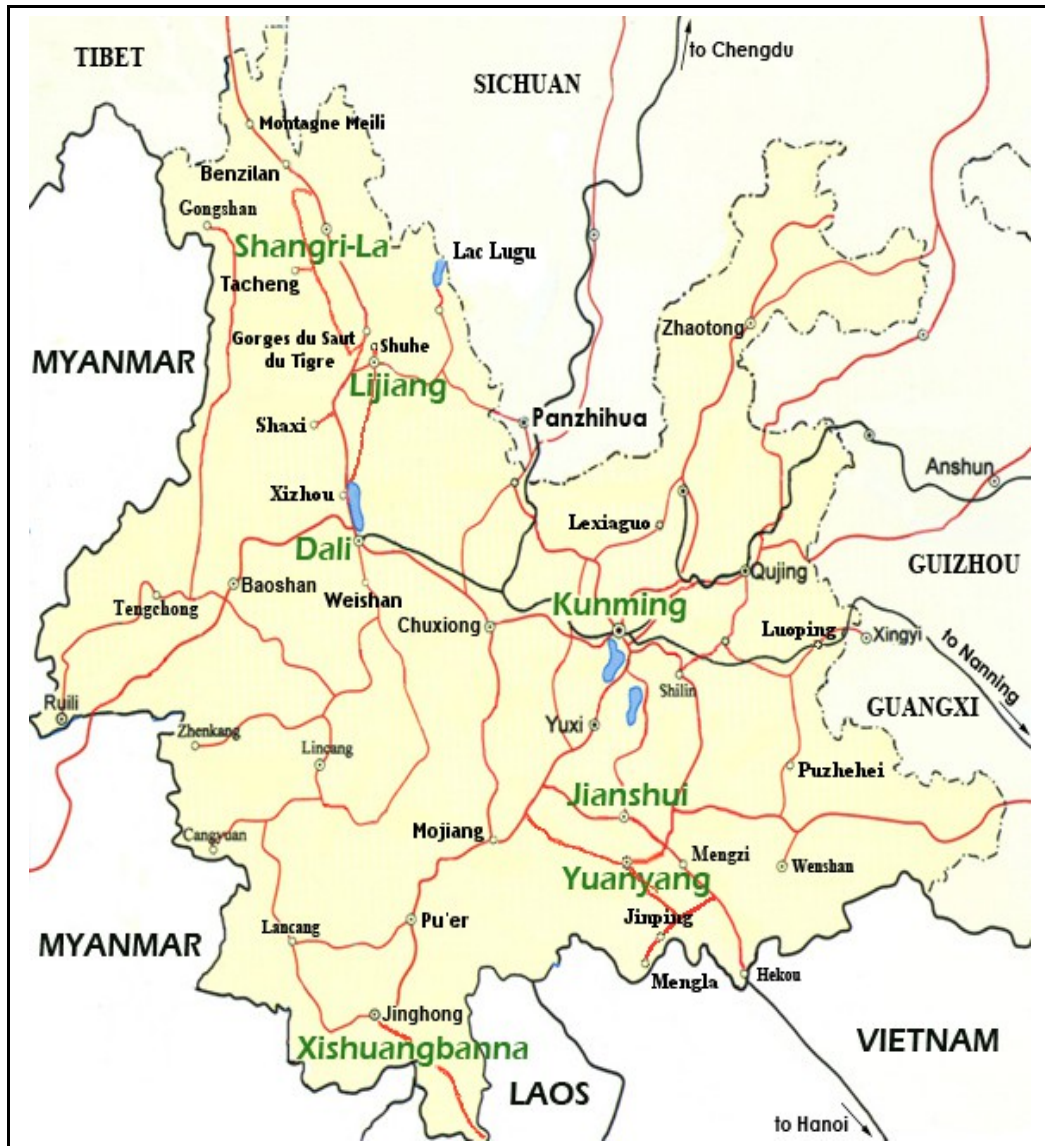 to Chengdu
TIBET
SICHUAN
Montagne Meili
Benzilan
Gongshan
Shangri-La
Lac Lugu
Tacheng
Zhaotong
Gorges du Saut
du Tigre
Shuhe
MYANMAR
Lijiang
Panzhihua
Shaxi
Anshun
Xizhou
Lexiaguo
Dali
GUIZHOU
Qujing
Baoshan
Tengchong
Weishan
Kunming
Chuxiong
Luoping
Xingyi
to Nanning
Shilin
Ruili
GUANGXI
Yuxi
Zhenkang
Lincang
Puzhehei
Jianshui
Cangyuan
Mojiang
Mengzi
Wenshan
Yuanyang
Jinping
Pu'er
Lancang
MYANMAR
Mengla
Hekou
Jinghong
VIETNAM
Xishuangbanna
LAOS
to Hanoi